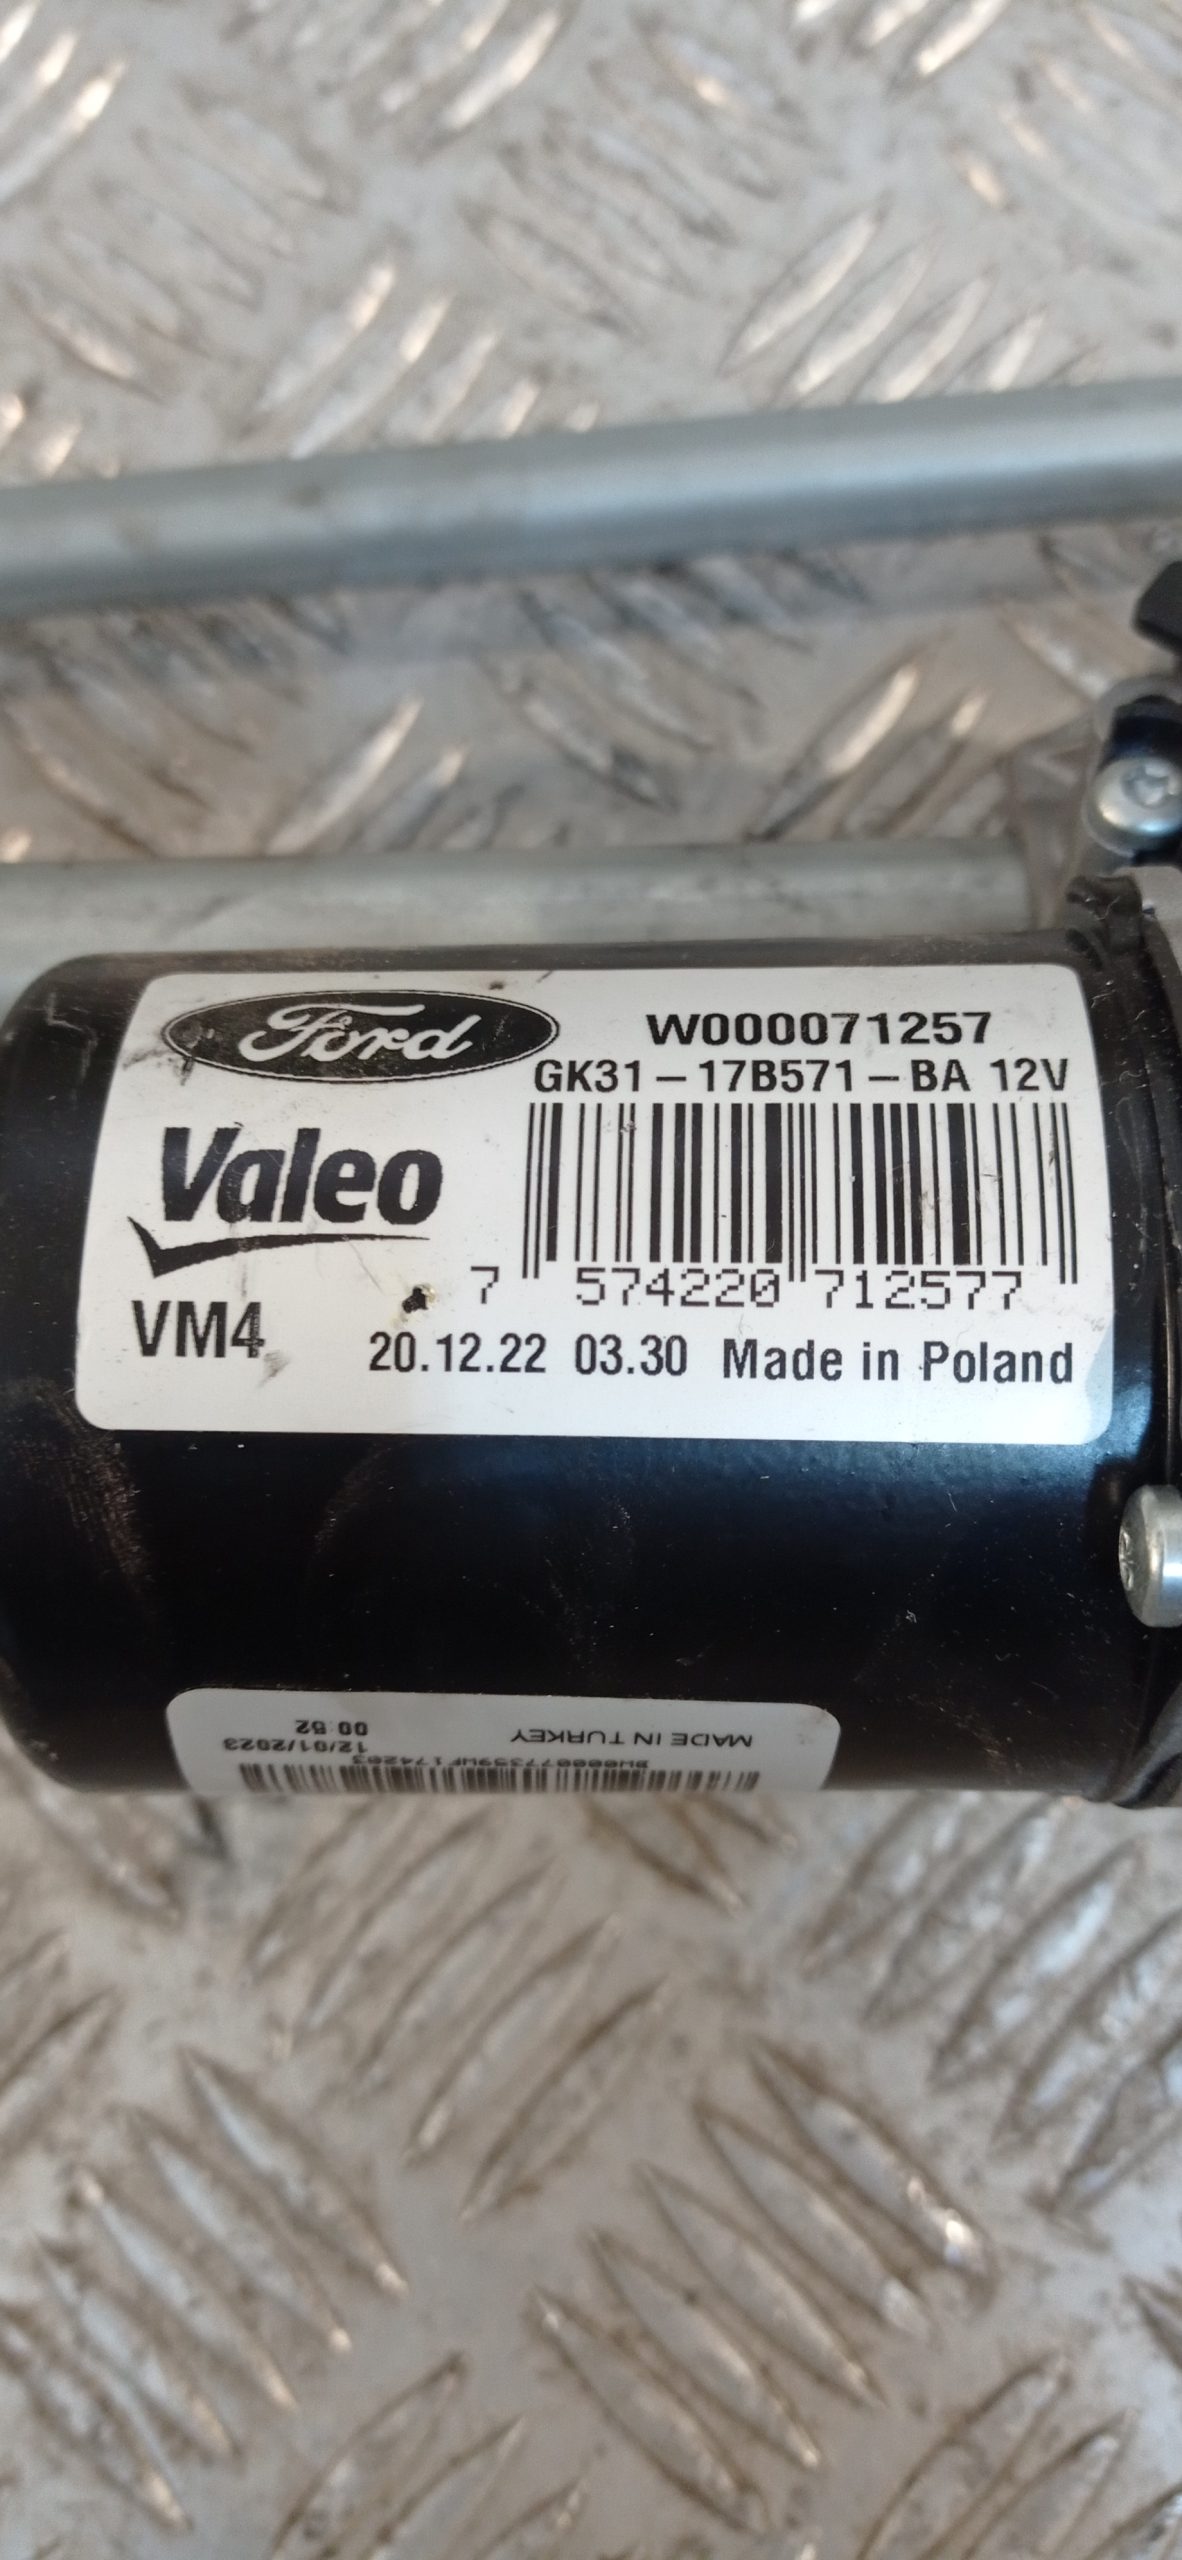 Ford
W000071257
GK31-17B571-BA 12V
Valeo
7 574220 712577
VM4
20.12.22 03.30 Made in Poland
MADE IN TURKEY
12/01/2023
00:52